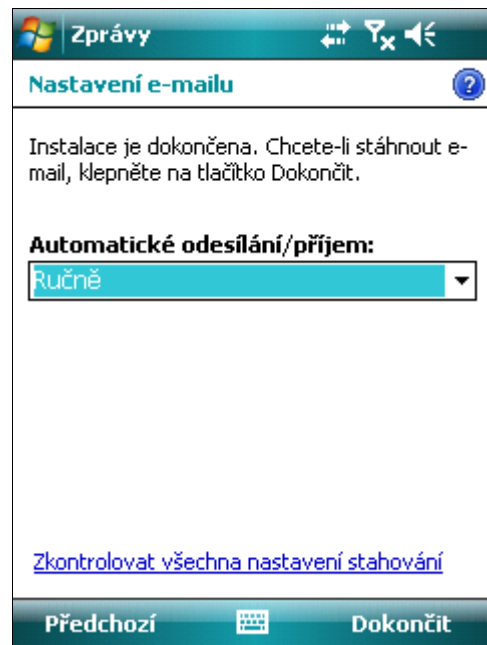 Zprávy
Nastavení e-mailu
Instalace je dokončena. Chcete-li stáhnout e-
mail, klepněte na tlačítko Dokončit.
Automatické odesílání/příjem:
Ručně
Zkontrolovat všechna nastavení stahování
Předchozí Dokončit